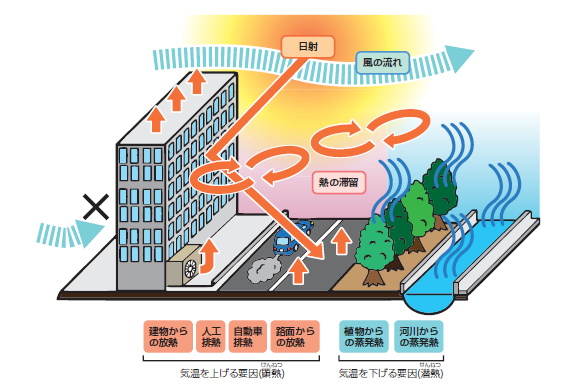 日射
風の流れ
熱の滞留
建物から
の放熱
人工
排熱
自動車
排熱
路面から
の放熱
植物から
の蒸発熱
河川から
の蒸発熱
けんねつ
気温を上げる要因(顕熱)
せんねつ
気温を下げる要因(潜熱)